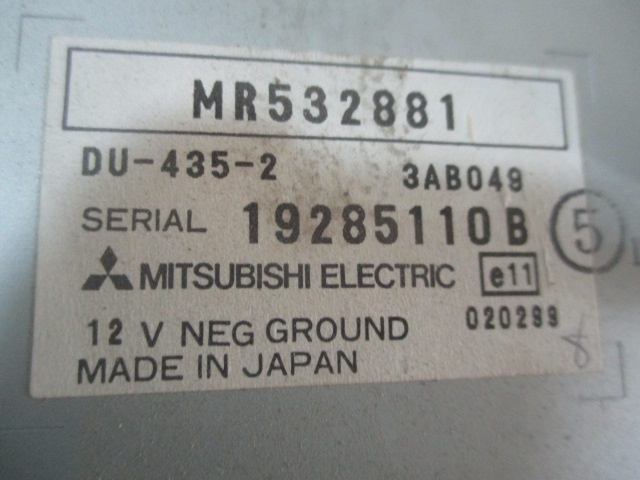 MR532881
DU-435-2 3AB049
SERIAL 19285110B 5
MITSUBISHI ELECTRIC e11
12 V NEG GROUND 020299
MADE IN JAPAN